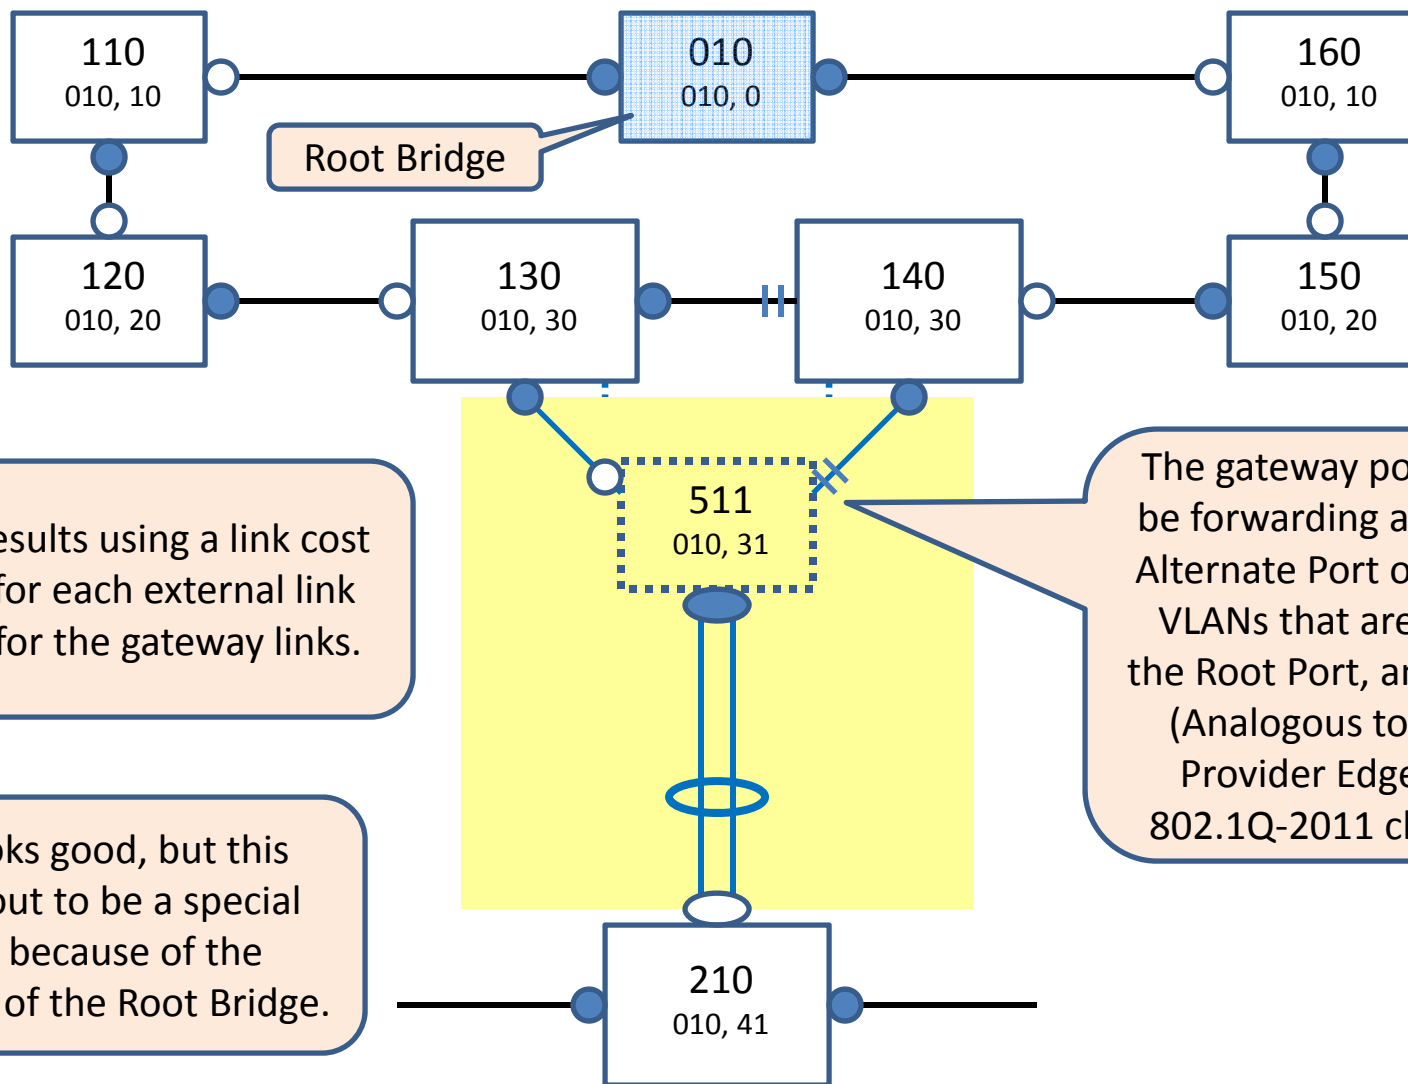 110
010, 10
010
010, 0
160
010, 10
Root Bridge
120
010, 20
130
010, 30
140
010, 30
150
010, 20
511
010, 31
esults using a link cost
for each external link
for the gateway links.
The gateway po
be forwarding a
Alternate Port o
VLANs that are
the Root Port, ar
(Analogous to
Provider Edge
802.1Q-2011 cl
oks good, but this
out to be a special
because of the
of the Root Bridge.
210
010, 41